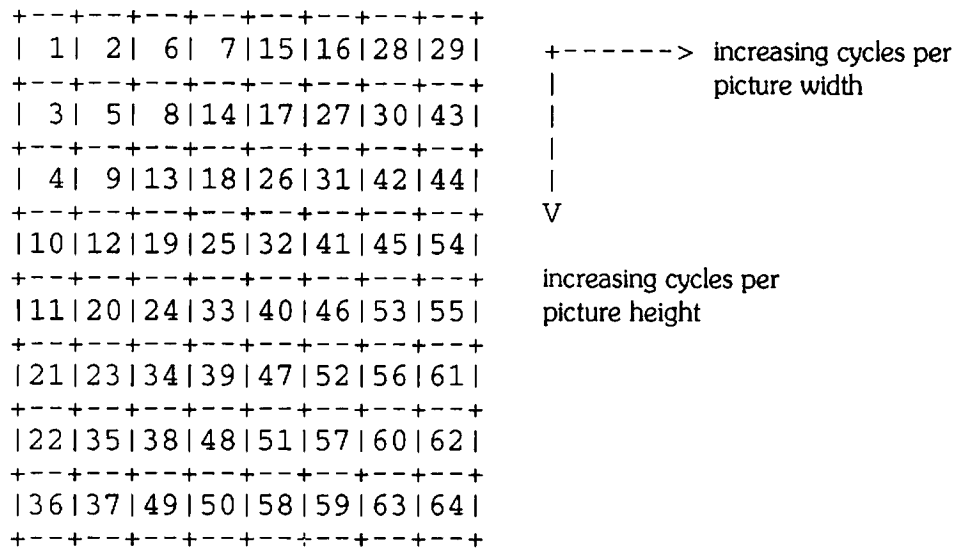 +--+--+--+--+--+--+--+--+
| 1| 2| 6| 7|15|16|28|29|
+--+--+--+--+--+--+--+--+
| 3| 5| 8|14|17|27|30|43|
+--+--+--+--+--+--+--+--+
| 4| 9|13|18|26|31|42|44|
+--+--+--+--+--+--+--+--+
|10|12|19|25|32|41|45|54|
+--+--+--+--+--+--+--+--+
|11|20|24|33|40|46|53|55|
+--+--+--+--+--+--+--+--+
|21|23|34|39|47|52|56|61|
+--+--+--+--+--+--+--+--+
|22|35|38|48|51|57|60|62|
+--+--+--+--+--+--+--+--+
|36|37|49|50|58|59|63|64|
+--+--+--+--+--+--+--+--+
+------> increasing cycles per
| picture width
|
|
|
V
increasing cycles per
picture height